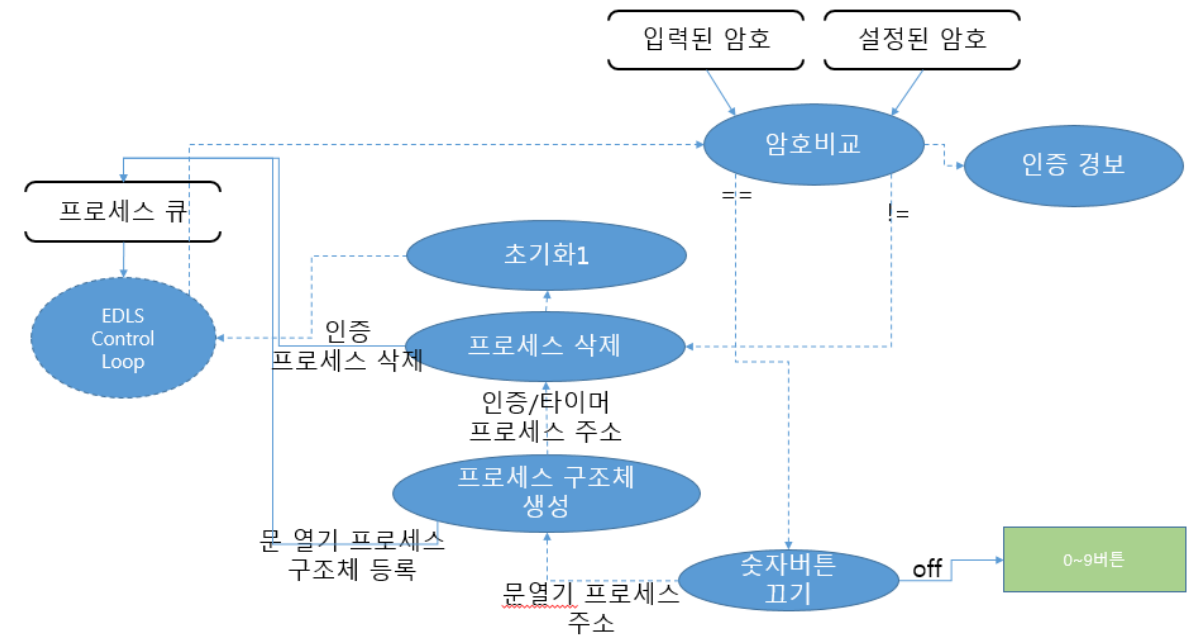 입력된 암호
설정된 암호
암호비교
인증 경보
==
!=
프로세스 큐
초기화1
EDLS
Control
Loop
인증
프로세스 삭제
프로세스 삭제
인증/타이머
프로세스 주소
프로세스 구조체
생성
문 열기 프로세스
구조체 등록
숫자버튼
끄기
off
0~9버튼
문열기 프로세스
주소